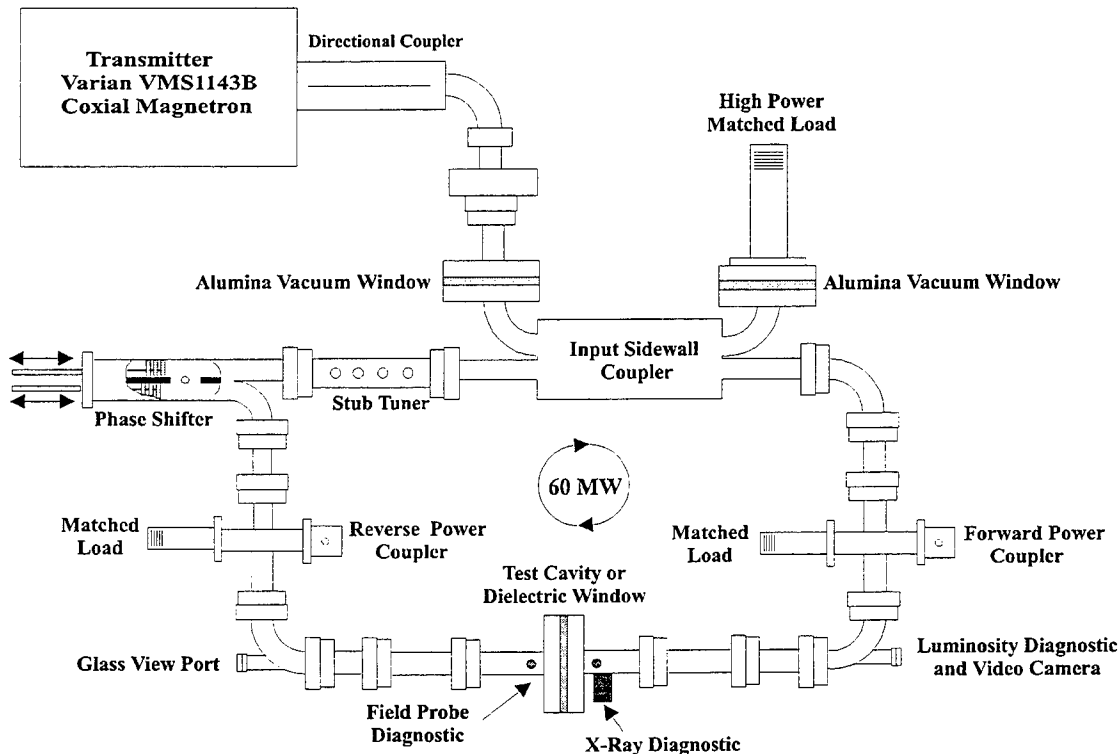 Directional Coupler
Transmitter
Varian VMS1143B
Coxial Magnetron
High Power
Matched Load
Alumina Vacuum Window
Alumina Vacuum Window
Input Sidewall
Coupler
Phase Shifter
Stub Tuner
60 MW
Matched
Load
Reverse Power
Coupler
Matched
Load
Forward Power
Coupler
Test Cavity or
Dielectric Window
Glass View Port
Luminosity Diagnostic
and Video Camera
Field Probe
Diagnostic
X-Ray Diagnostic